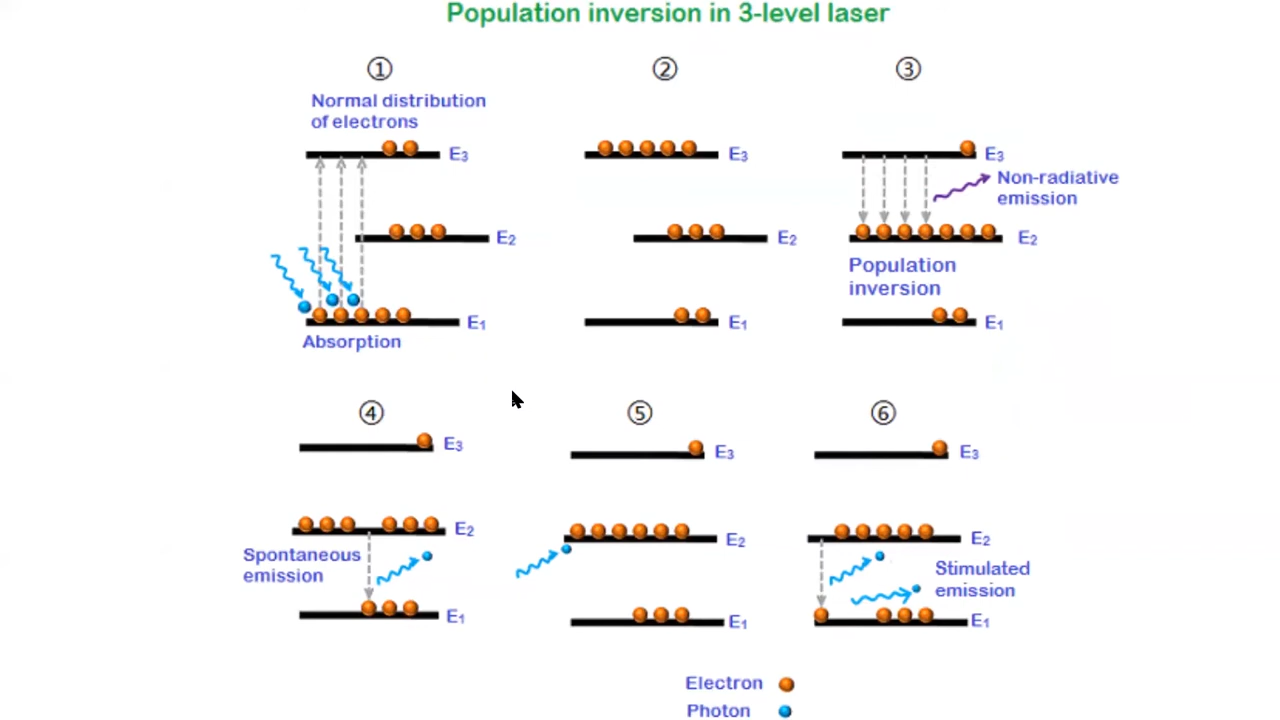 Population inversion in 3-level laser
①
②
③
Normal distribution
of electrons
E₃
E₃
E₃
Non-radiative
emission
E₂
E₂
E₂
Population
inversion
E₁
E₁
E₁
Absorption
④
⑤
⑥
E₃
E₃
E₃
E₂
E₂
E₂
Spontaneous
emission
Stimulated
emission
E₁
E₁
E₁
Electron
Photon